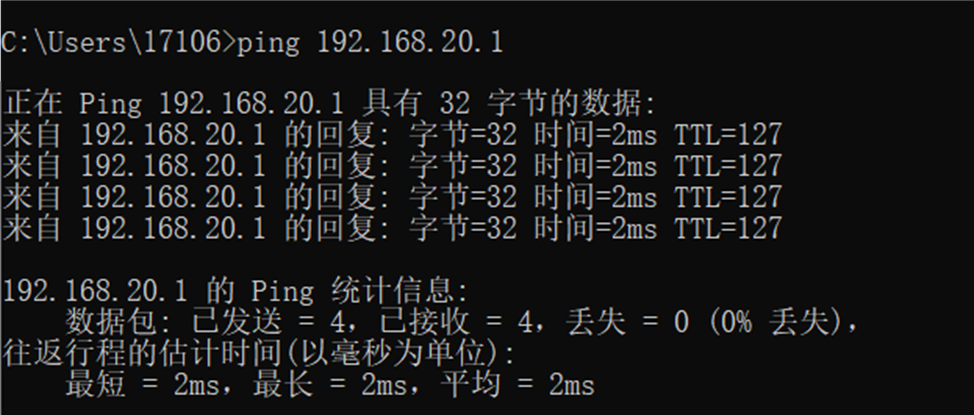 C:\Users\17106>ping 192.168.20.1
正在 Ping 192.168.20.1 具有 32 字节的数据:
来自 192.168.20.1 的回复: 字节=32 时间=2ms TTL=127
来自 192.168.20.1 的回复: 字节=32 时间=2ms TTL=127
来自 192.168.20.1 的回复: 字节=32 时间=2ms TTL=127
来自 192.168.20.1 的回复: 字节=32 时间=2ms TTL=127
192.168.20.1 的 Ping 统计信息:
数据包: 已发送 = 4，已接收 = 4，丢失 = 0 (0% 丢失)，
往返行程的估计时间(以毫秒为单位):
最短 = 2ms，最长 = 2ms，平均 = 2ms